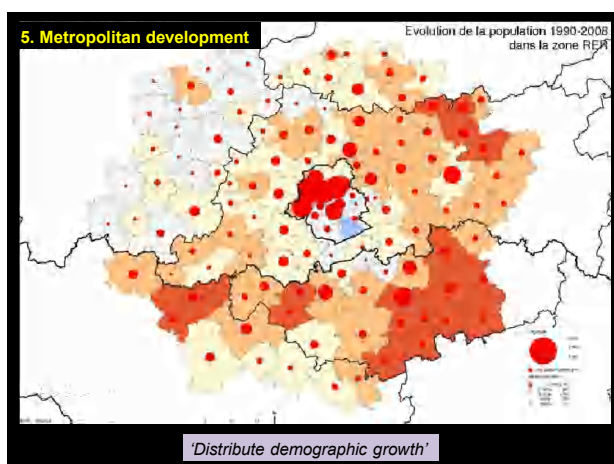 5. Metropolitan development
Evolution de la population 1990-2008
dans la zone RER
'Distribute demographic growth'